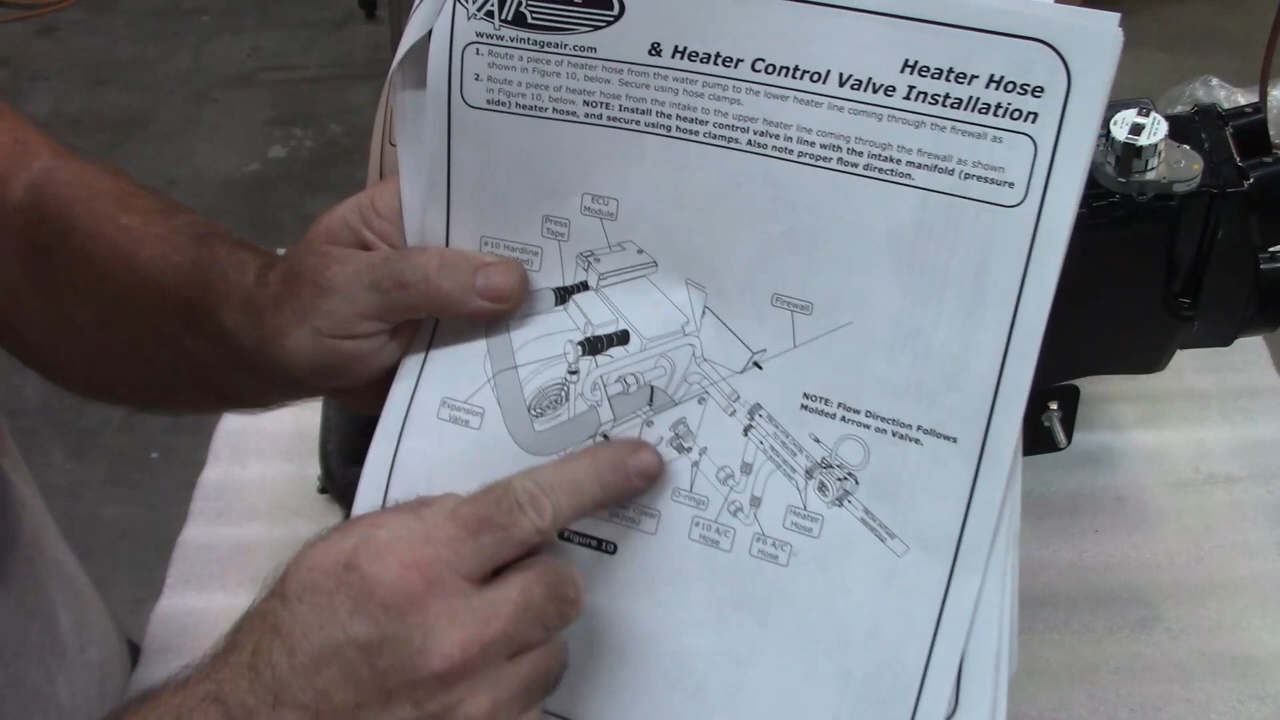 VAIR
www.vintageair.com
Heater Hose
& Heater Control Valve Installation
1. Route a piece of heater hose from the water pump to the lower heater line coming through the firewall as
shown in Figure 10, below. Secure using hose clamps.
2. Route a piece of heater hose from the intake to the upper heater line coming through the firewall as shown
in Figure 10, below. NOTE: Install the heater control valve in line with the intake manifold (pressure
side) heater hose, and secure using hose clamps. Also note proper flow direction.
ECU
Module
Press
Tape
#10 Hardline
Firewall
Expansion
Valve
NOTE: Flow Direction Follows
Molded Arrow on Valve.
O-rings
Heater
Hose
#10 A/C
Hose
#6 A/C
Hose
Figure 10